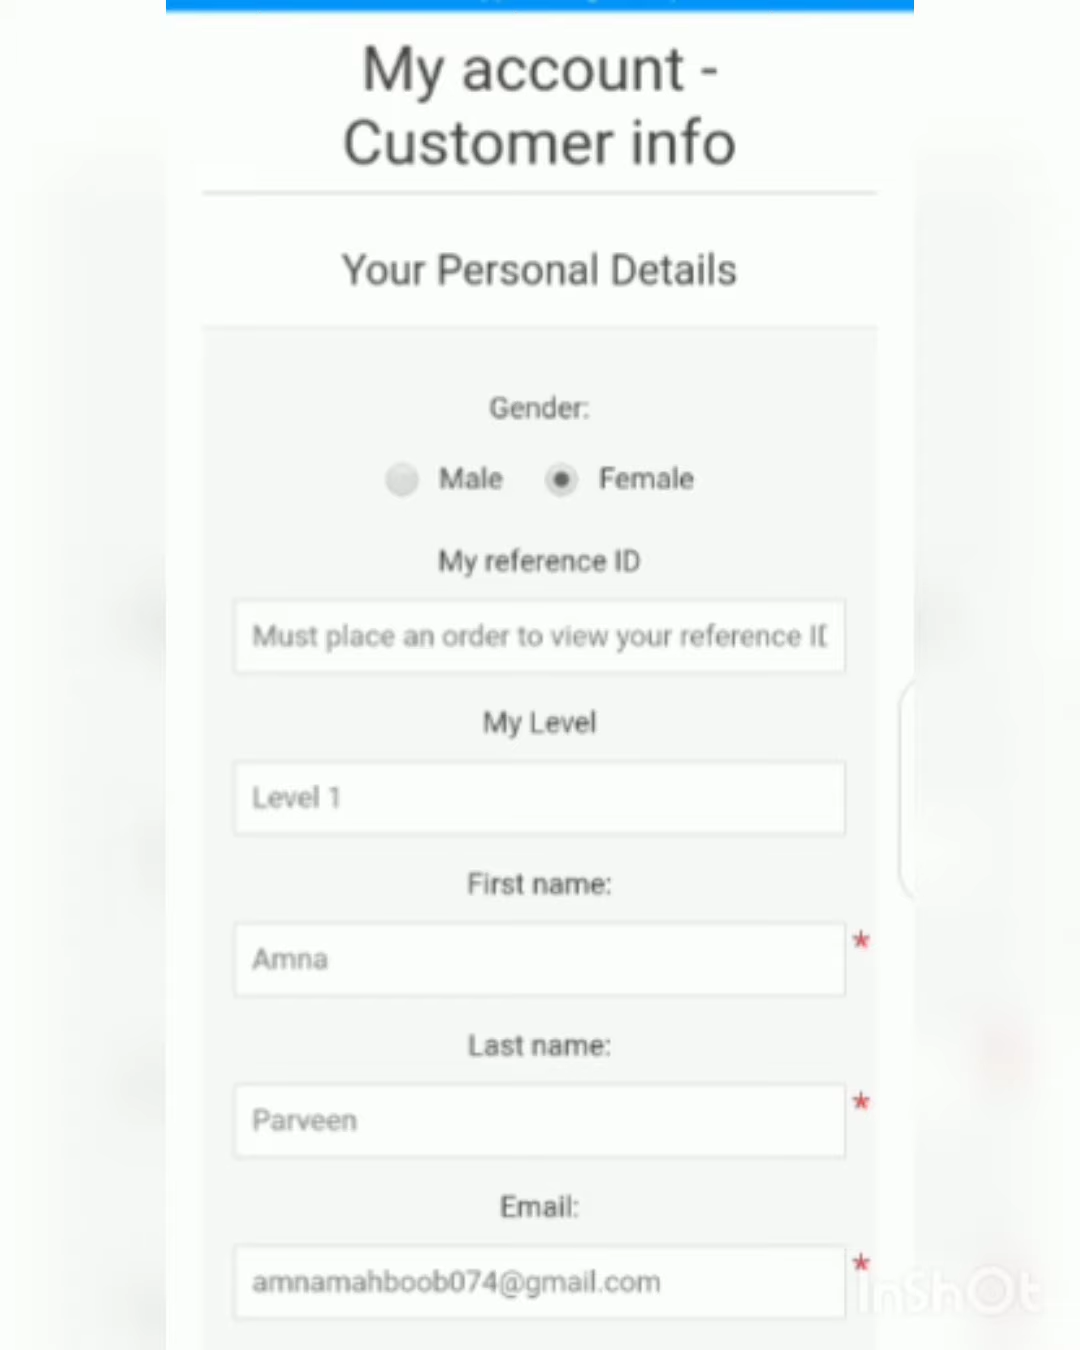 My account -
Customer info
Your Personal Details
Gender:
Male Female
My reference ID
Must place an order to view your reference ID
My Level
Level 1
First name:
Amna
*
Last name:
Parveen
*
Email:
amnamahboob074@gmail.com
*
InShOt